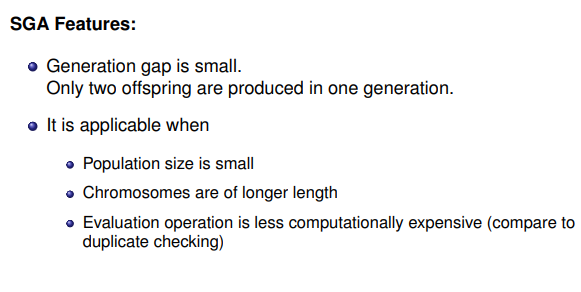 SGA Features:
Generation gap is small.
Only two offspring are produced in one generation.
It is applicable when
Population size is small
Chromosomes are of longer length
Evaluation operation is less computationally expensive (compare to
duplicate checking)